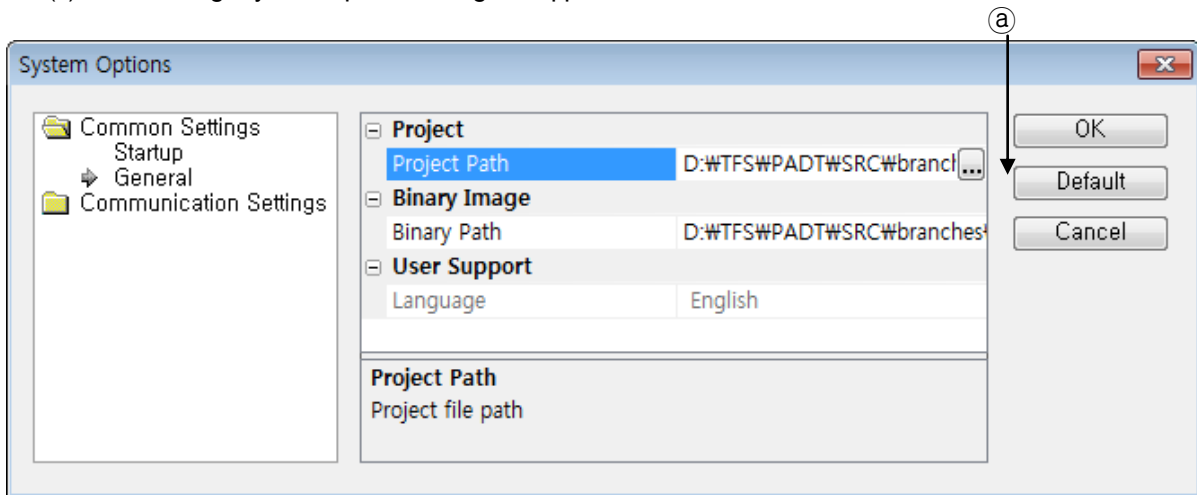 ⓐ
System Options
Common Settings
Startup
General
Communication Settings
Project
Project Path D:₩TFS₩PADT₩SRC₩branch ...
Binary Image
Binary Path D:₩TFS₩PADT₩SRC₩branches
User Support
Language English
Project Path
Project file path
OK
Default
Cancel